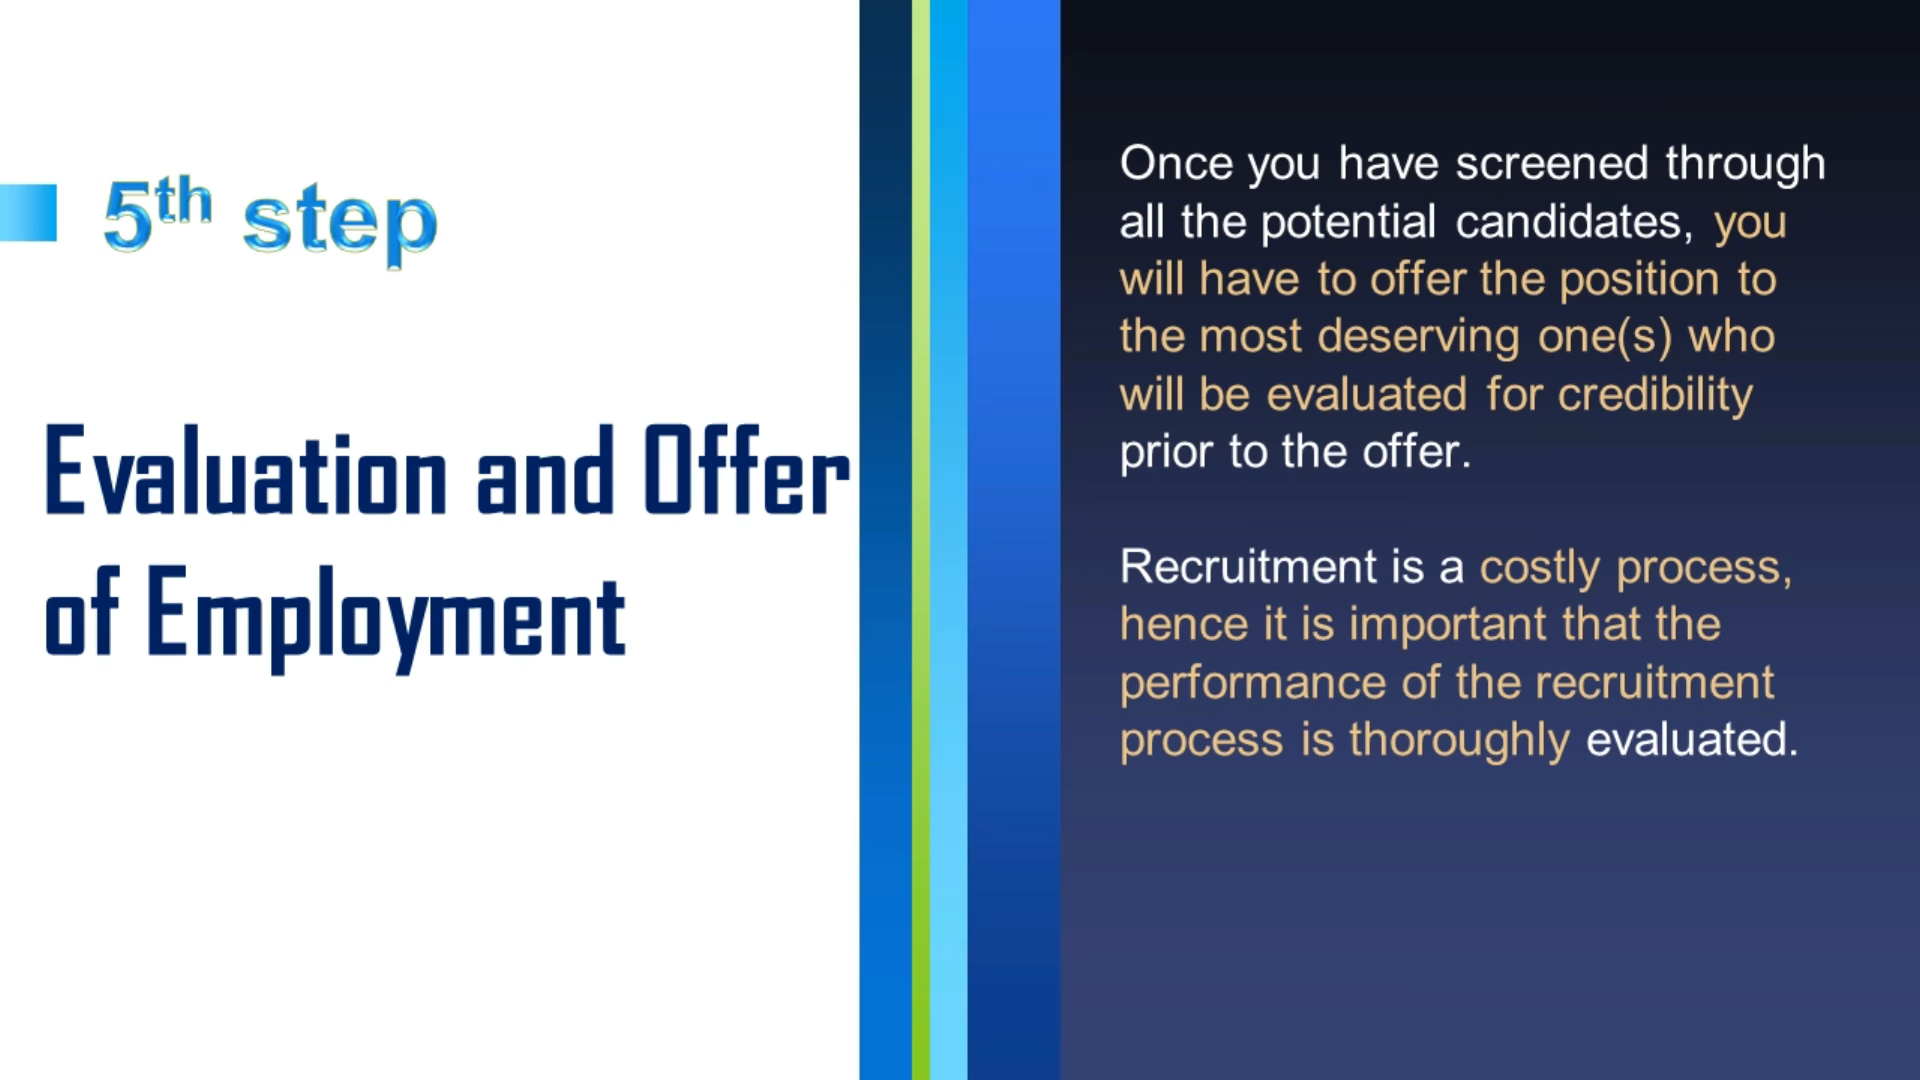 5th step
Evaluation and Offer
of Employment
Once you have screened through
all the potential candidates, you
will have to offer the position to
the most deserving one(s) who
will be evaluated for credibility
prior to the offer.
Recruitment is a costly process,
hence it is important that the
performance of the recruitment
process is thoroughly evaluated.